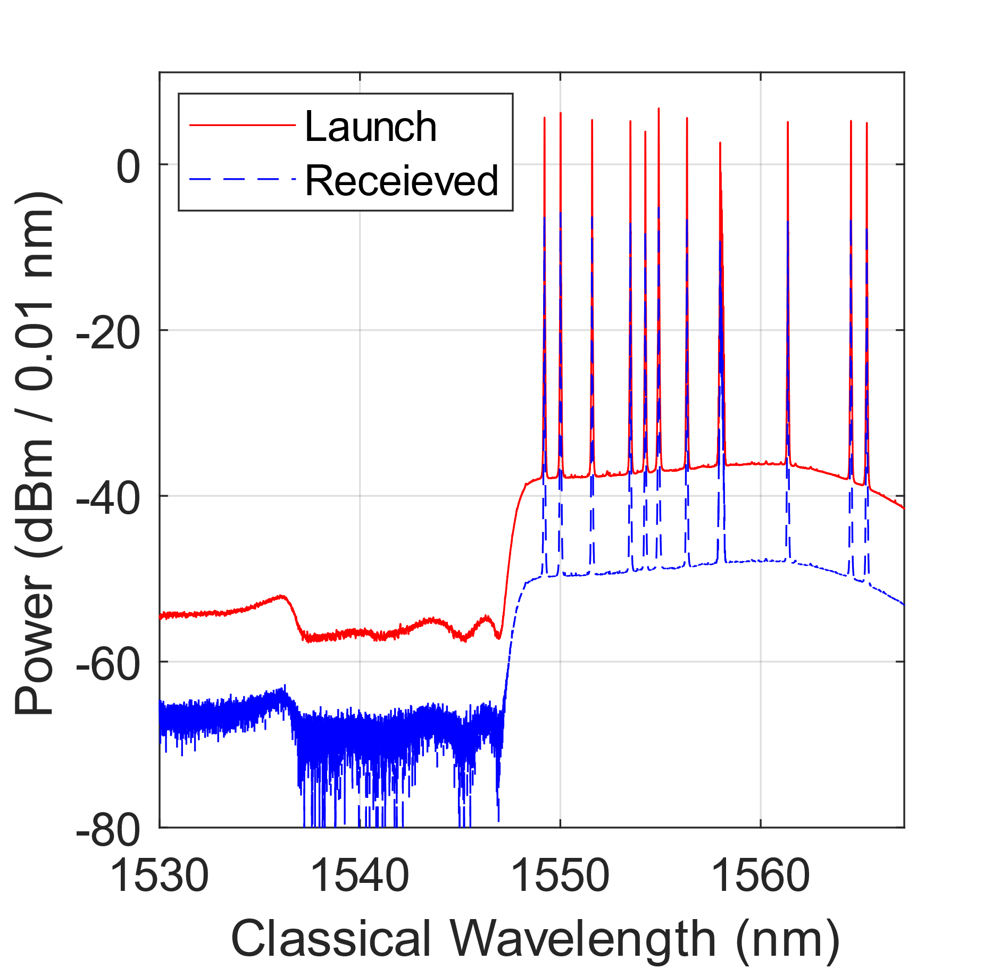 Launch
Receieved
0
-20
-40
-60
-80
1530 1540 1550 1560
Classical Wavelength (nm)
Power (dBm / 0.01 nm)